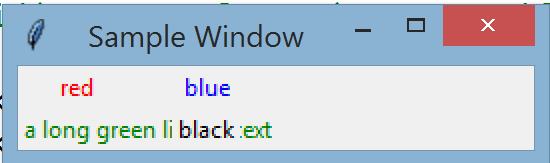 Sample Window
red blue
a long green li black :ext